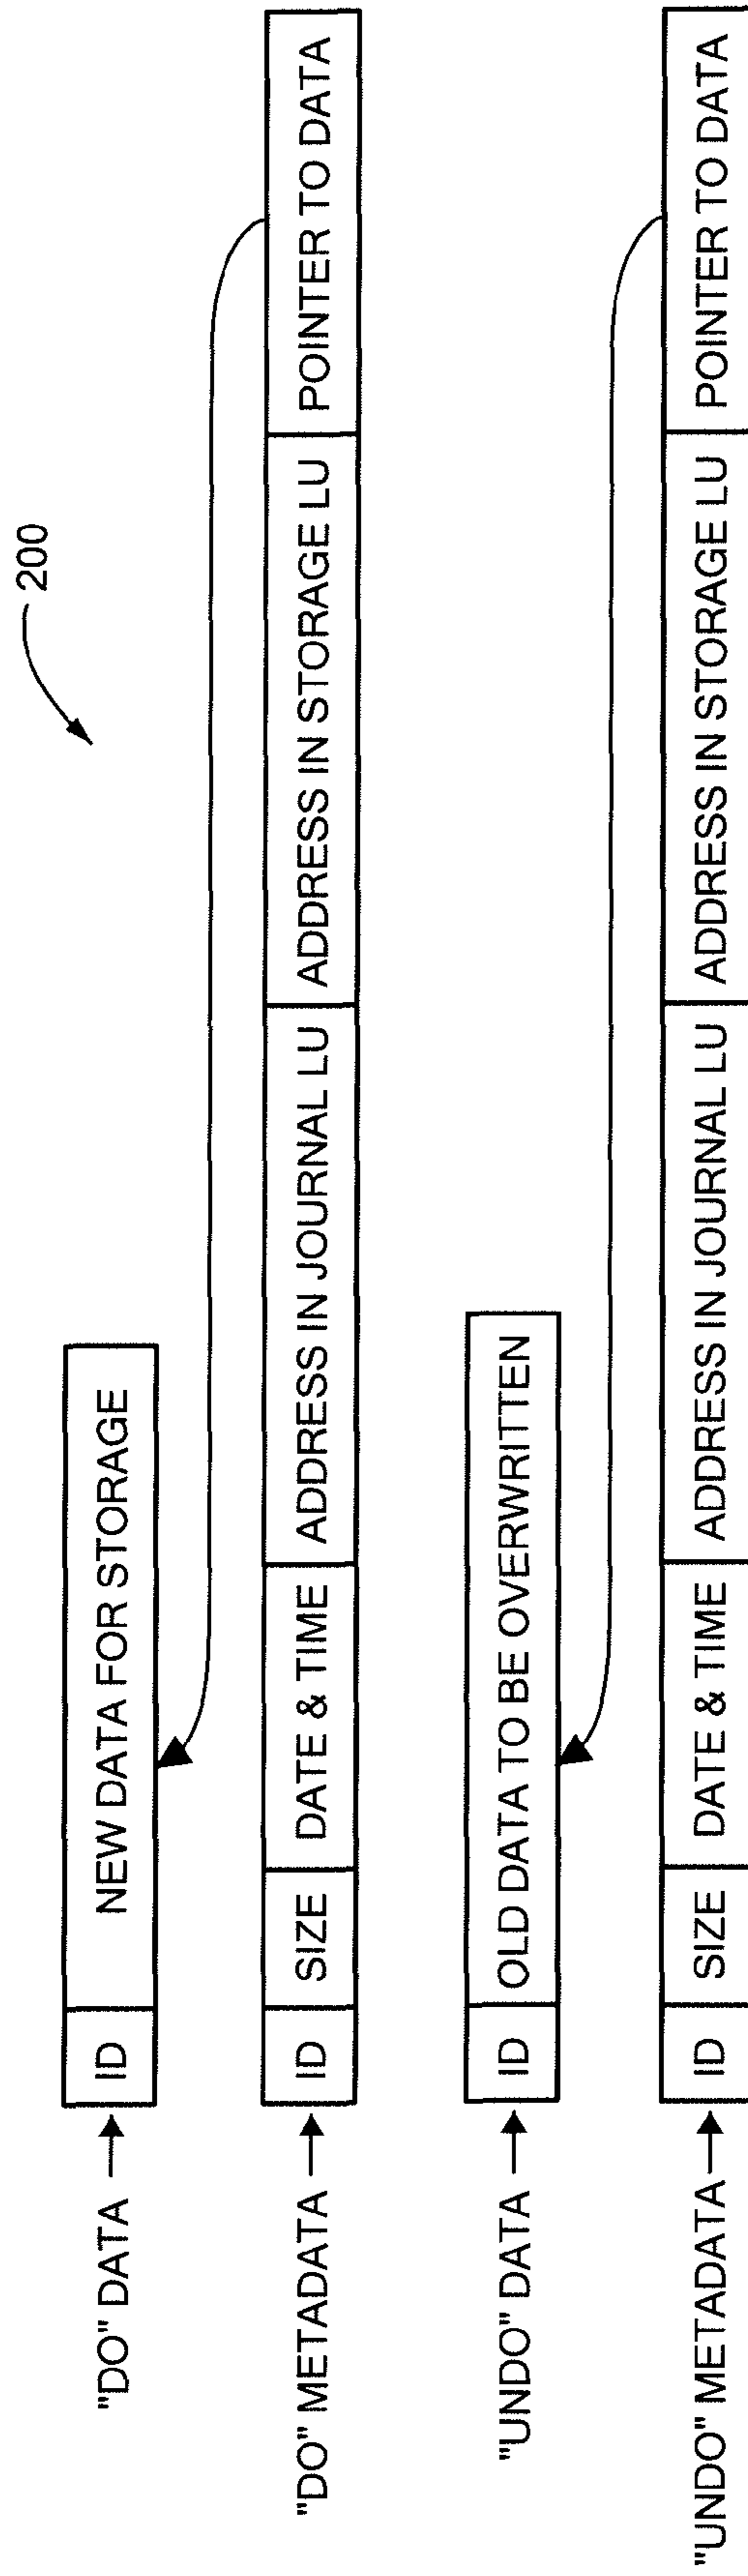 200
"DO" DATA → ID NEW DATA FOR STORAGE
"DO" METADATA → ID SIZE DATE & TIME ADDRESS IN JOURNAL LU ADDRESS IN STORAGE LU POINTER TO DATA
"UNDO" DATA → ID OLD DATA TO BE OVERWRITTEN
"UNDO" METADATA → ID SIZE DATE & TIME ADDRESS IN JOURNAL LU ADDRESS IN STORAGE LU POINTER TO DATA